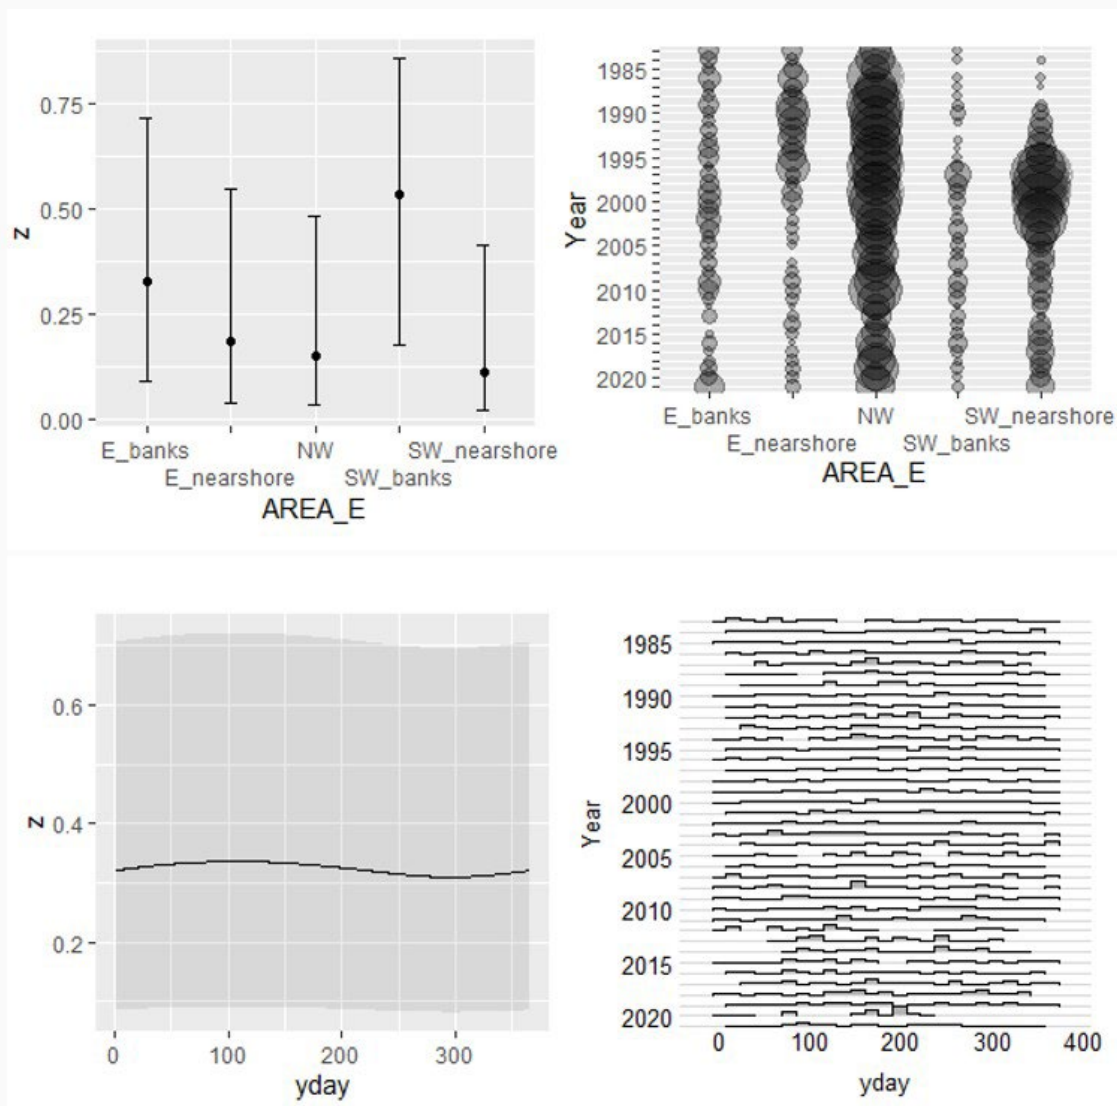 z
0.75
0.50
0.25
0.00
E_banks NW SW_nearshore
E_nearshore SW_banks
AREA_E
Year
1985
1990
1995
2000
2005
2010
2015
2020
E_banks NW SW_nearshore
E_nearshore SW_banks
AREA_E
z
0.6
0.4
0.2
0 100 200 300
yday
Year
1985
1990
1995
2000
2005
2010
2015
2020
0 100 200 300 400
yday